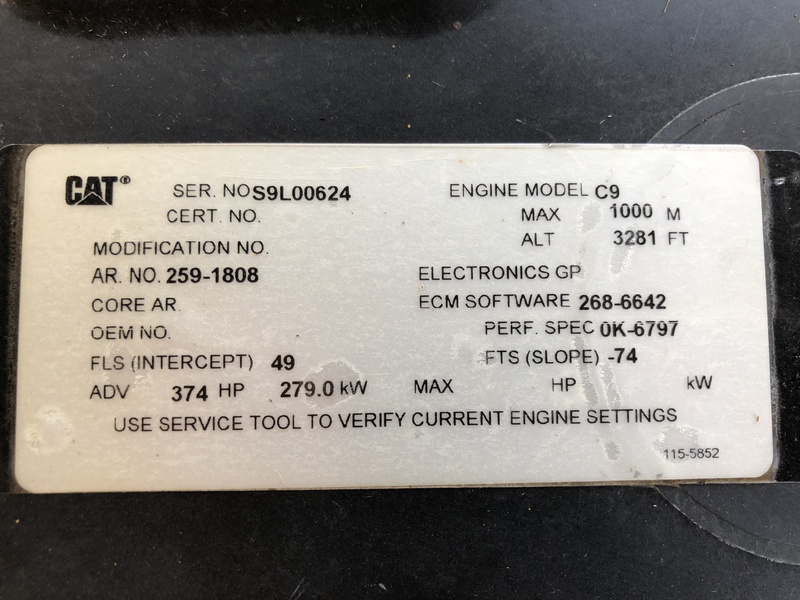 CAT® SER. NO S9L00624 ENGINE MODEL C9
CERT. NO. MAX 1000 M
ALT 3281 FT
MODIFICATION NO.
AR. NO. 259-1808 ELECTRONICS GP
CORE AR ECM SOFTWARE 268-6642
OEM NO. PERF. SPEC 0K-6797
FLS (INTERCEPT) 49 FTS (SLOPE) -74
ADV 374 HP 279.0 kW MAX HP kW
USE SERVICE TOOL TO VERIFY CURRENT ENGINE SETTINGS
115-5852